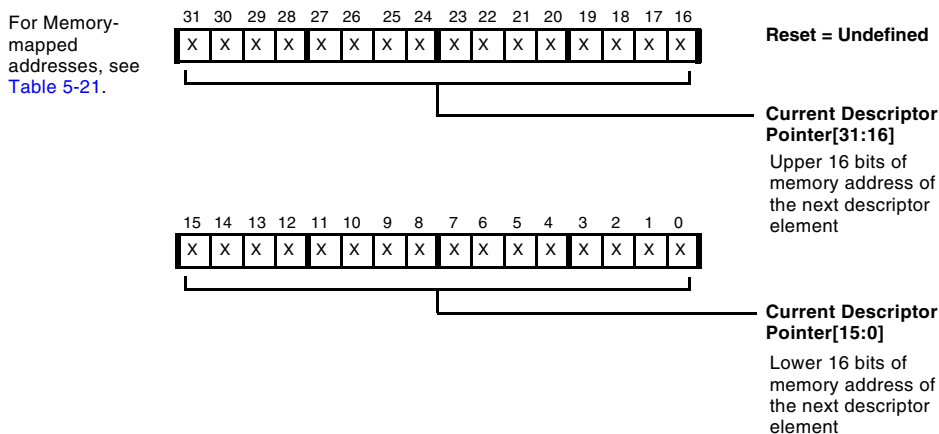 For Memory-
mapped
addresses, see
Table 5-21.
31 30 29 28 27 26 25 24 23 22 21 20 19 18 17 16
X X X X X X X X X X X X X X X X
Reset = Undefined
Current Descriptor
Pointer[31:16]
Upper 16 bits of
memory address of
the next descriptor
element
15 14 13 12 11 10 9 8 7 6 5 4 3 2 1 0
X X X X X X X X X X X X X X X X
Current Descriptor
Pointer[15:0]
Lower 16 bits of
memory address of
the next descriptor
element